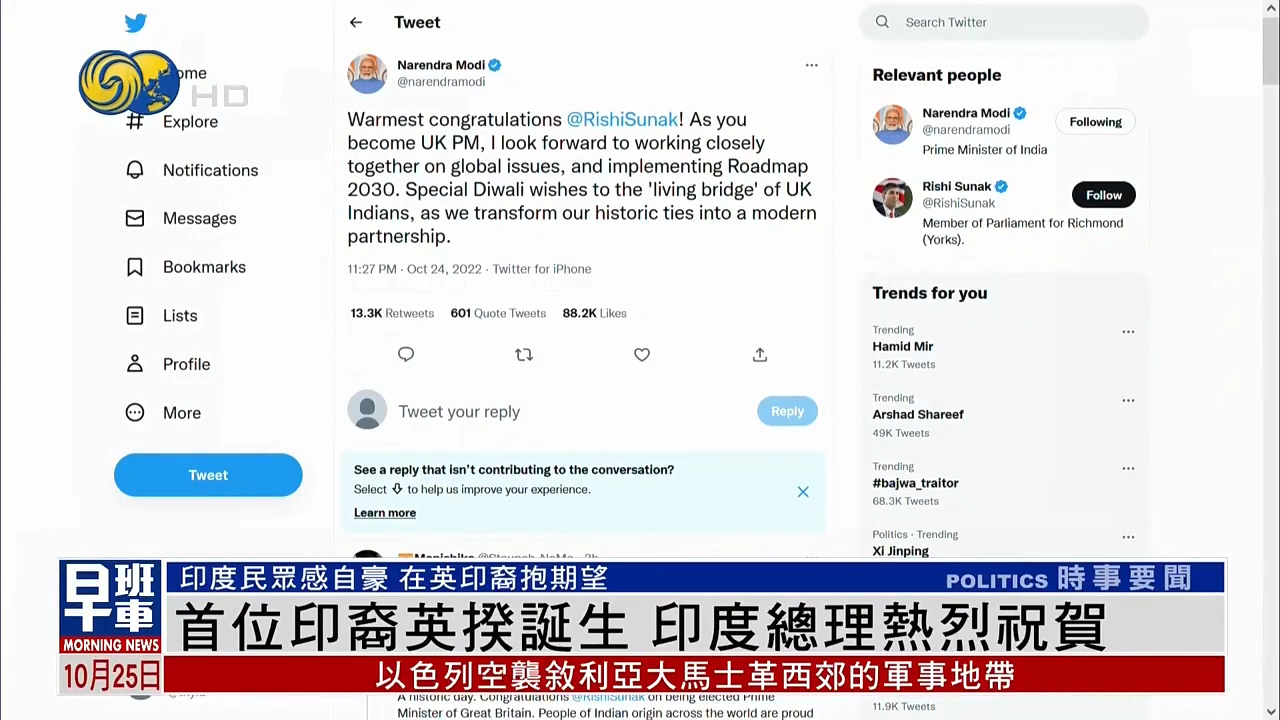 Tweet
Search Twitter
ome
HD
Explore
Notifications
Messages
Bookmarks
Lists
Profile
More
Tweet
Narendra Modi
@narendramodi
Warmest congratulations @RishiSunak! As you
become UK PM, I look forward to working closely
together on global issues, and implementing Roadmap
2030. Special Diwali wishes to the 'living bridge' of UK
Indians, as we transform our historic ties into a modern
partnership.
11:27 PM · Oct 24, 2022 · Twitter for iPhone
13.3K Retweets 601 Quote Tweets 88.2K Likes
Tweet your reply
Reply
See a reply that isn't contributing to the conversation?
Select to help us improve your experience.
Learn more
Relevant people
Narendra Modi
@narendramodi
Following
Prime Minister of India
Rishi Sunak
@RishiSunak
Follow
Member of Parliament for Richmond
(Yorks).
Trends for you
Trending
Hamid Mir
11.2K Tweets
Trending
Arshad Shareef
49K Tweets
Trending
#bajwa_traitor
68.3K Tweets
Politics · Trending
Xi Jinping
早班車
MORNING NEWS
10月25日
印度民眾感自豪 在英印裔抱期望
POLITICS 時事要聞
首位印裔英揆誕生 印度總理熱烈祝賀
以色列空襲敘利亞大馬士革西郊的軍事地帶
A historic day. Congratulations @RishiSunak on being elected Prime
Minister of Great Britain. People of Indian origin across the world are proud
11.9K Tweets